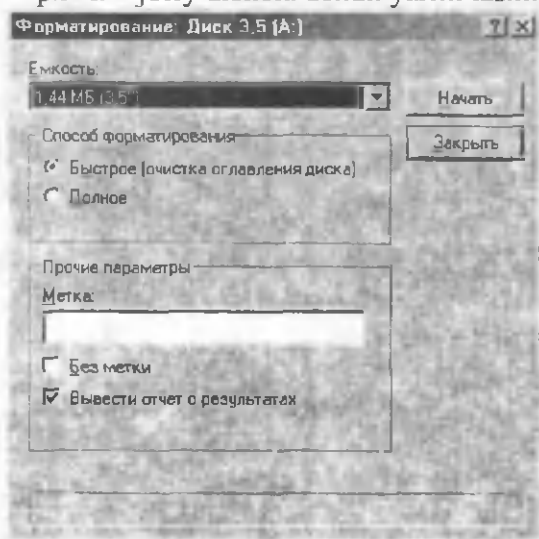 Форматирование: Диск 3,5 (A:)
Емкость:
1,44 МБ (3,5")
Начать
Закрыть
Способ форматирования
Быстрое (очистка оглавления диска)
Полное
Прочие параметры
Метка:
Без метки
Вывести отчет о результатах